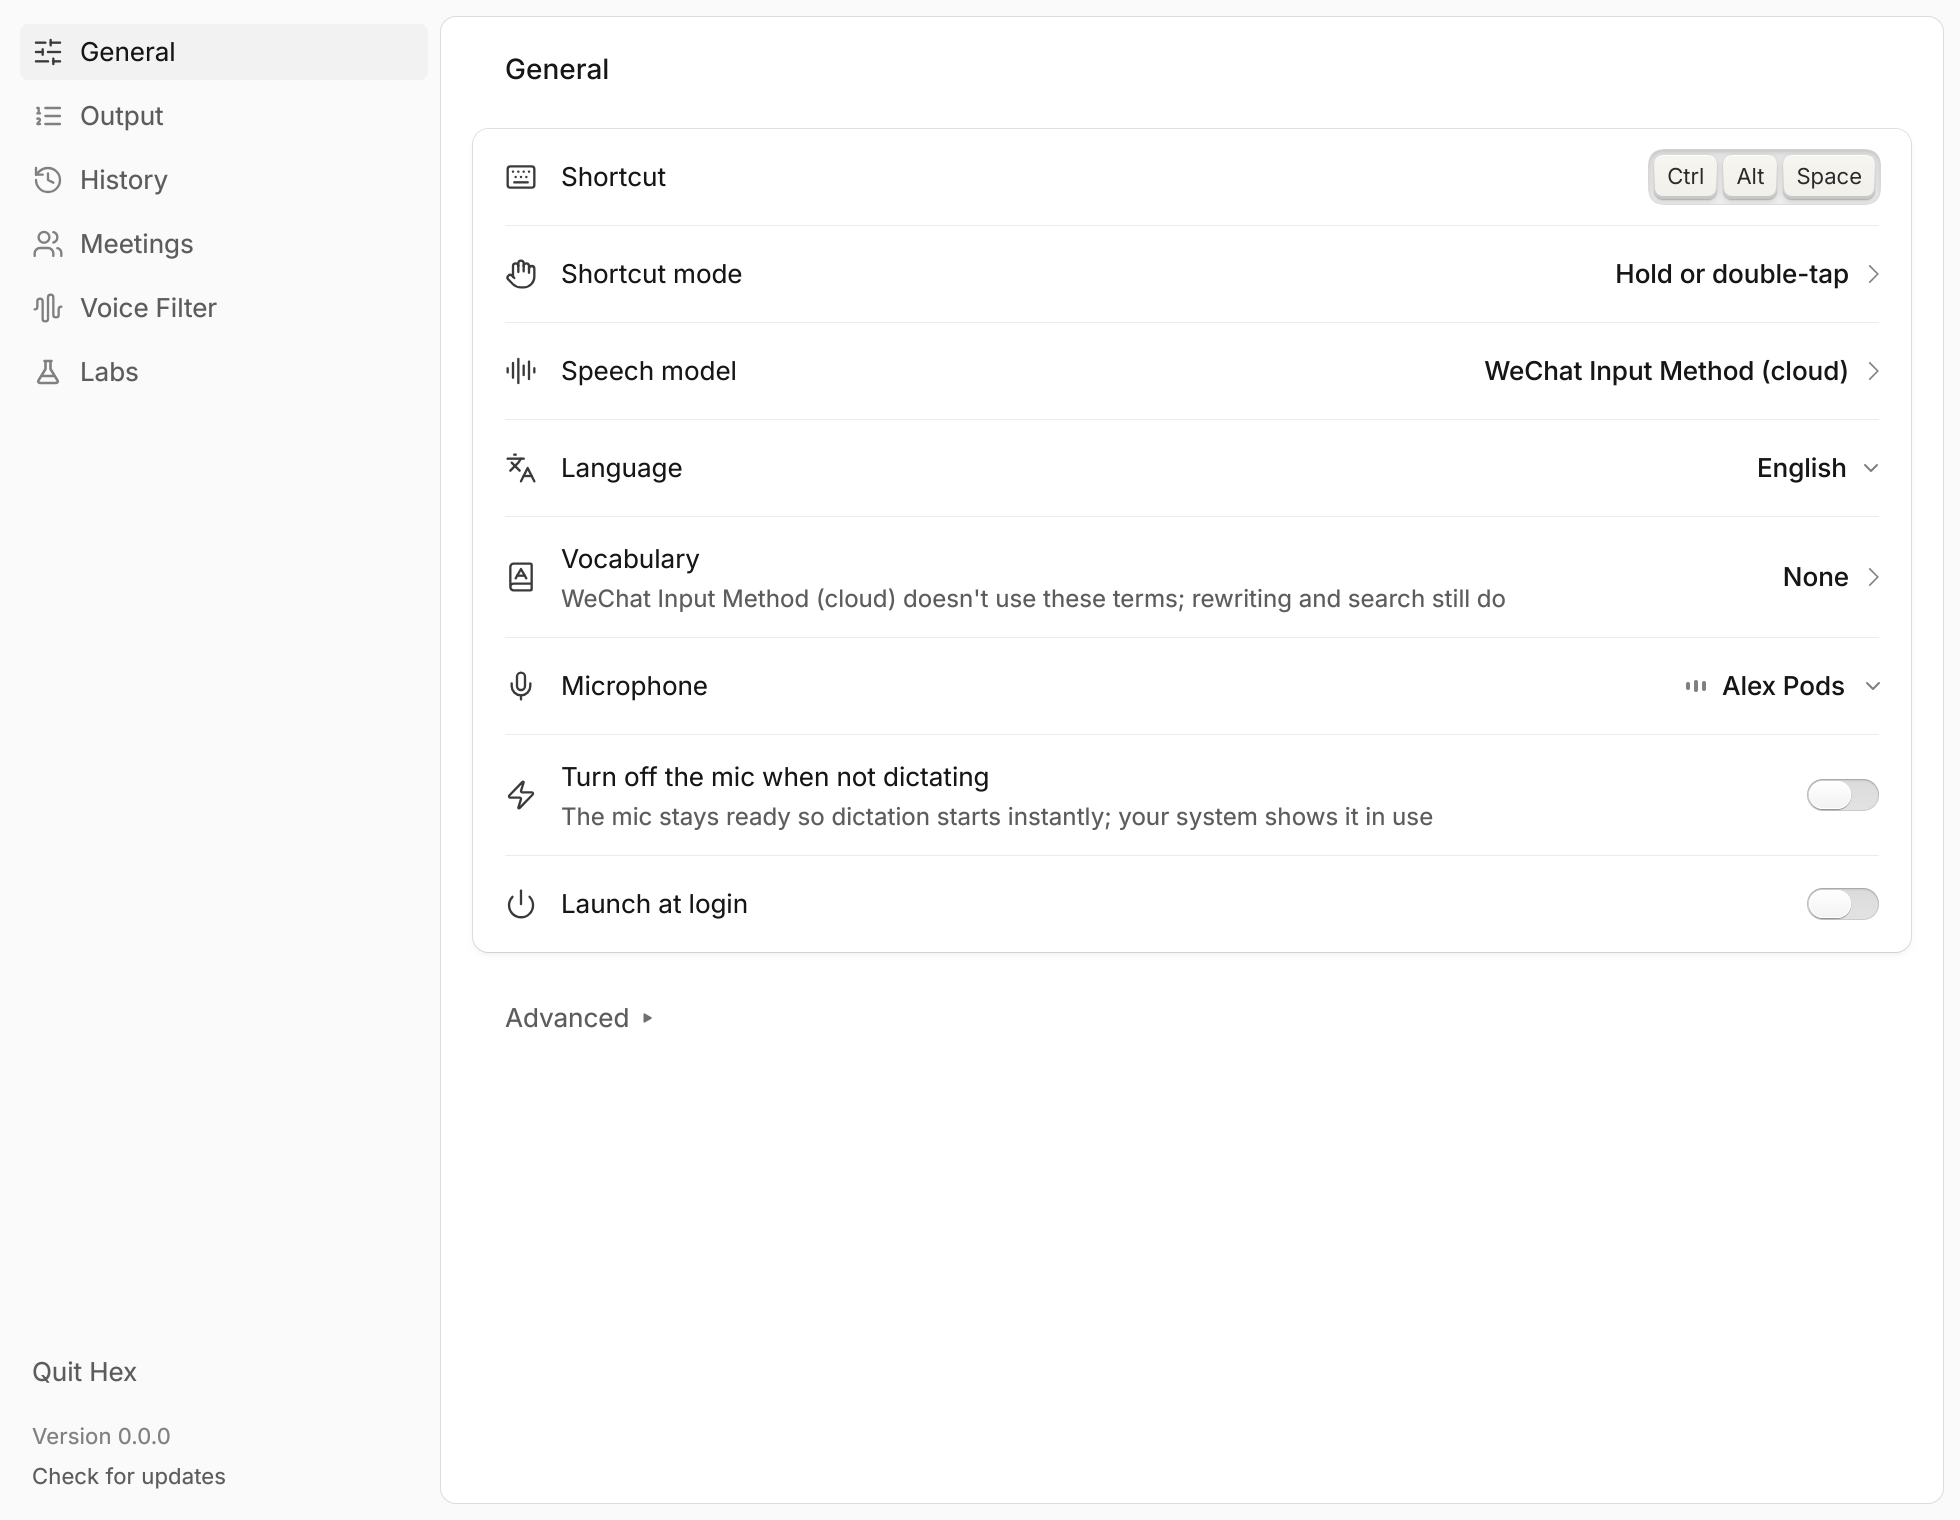 General
Output
History
Meetings
Voice Filter
Labs
Quit Hex
Version 0.0.0
Check for updates
General
Shortcut Ctrl Alt Space
Shortcut mode Hold or double-tap
Speech model WeChat Input Method (cloud)
Language English
Vocabulary
WeChat Input Method (cloud) doesn't use these terms; rewriting and search still do
None
Microphone Alex Pods
Turn off the mic when not dictating
The mic stays ready so dictation starts instantly; your system shows it in use
Launch at login
Advanced